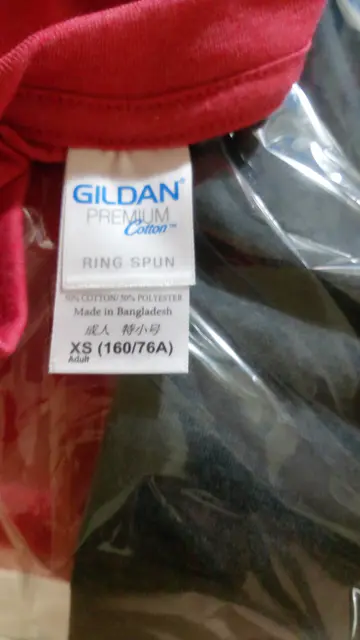 GILDAN®
PREMIUM
Cotton™
RING SPUN
50% COTTON/ 50% POLYESTER
Made in Bangladesh
成人 特小号
XS (160/76A)
Adult